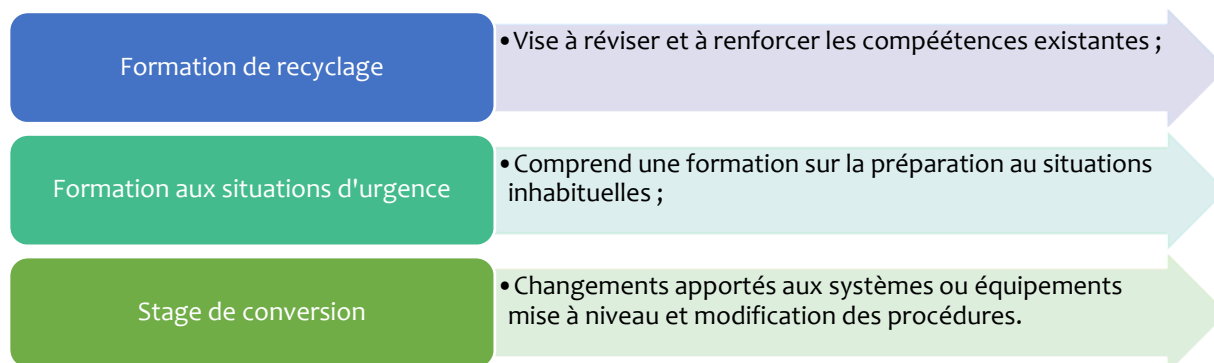 Formation de recyclage
•Vise à réviser et à renforcer les compéétences existantes ;
Formation aux situations d'urgence
•Comprend une formation sur la préparation au situations
inhabituelles ;
Stage de conversion
•Changements apportés aux systèmes ou équipements
mise à niveau et modification des procédures.